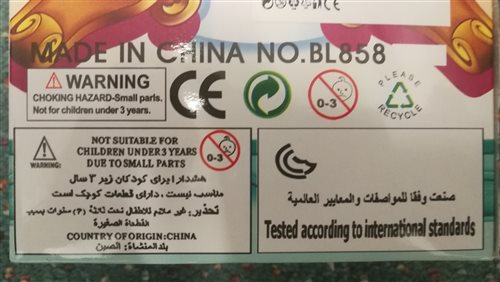 MADE IN CHINA NO.BL858
WARNING
CHOKING HAZARD-Small parts.
Not for children under 3 years.
CE
0-3
PLEASE RECYCLE
WARNING:
NOT SUITABLE FOR
CHILDREN UNDER 3 YEARS
DUE TO SMALL PARTS
0-3
هشدار! برای کودکان زیر ۳ سال
مناسب نیست، دارای قطعات کوچک است
تحذير: غير ملائم للاطفال تحت ثلاثة (٣) سنوات بسبب
القطعة الصغيرة
COUNTRY OF ORIGIN:CHINA
بلد المنشاة: الصين
صنعت وفقا للمواصفات والمعايير العالمية
Tested according to international standards